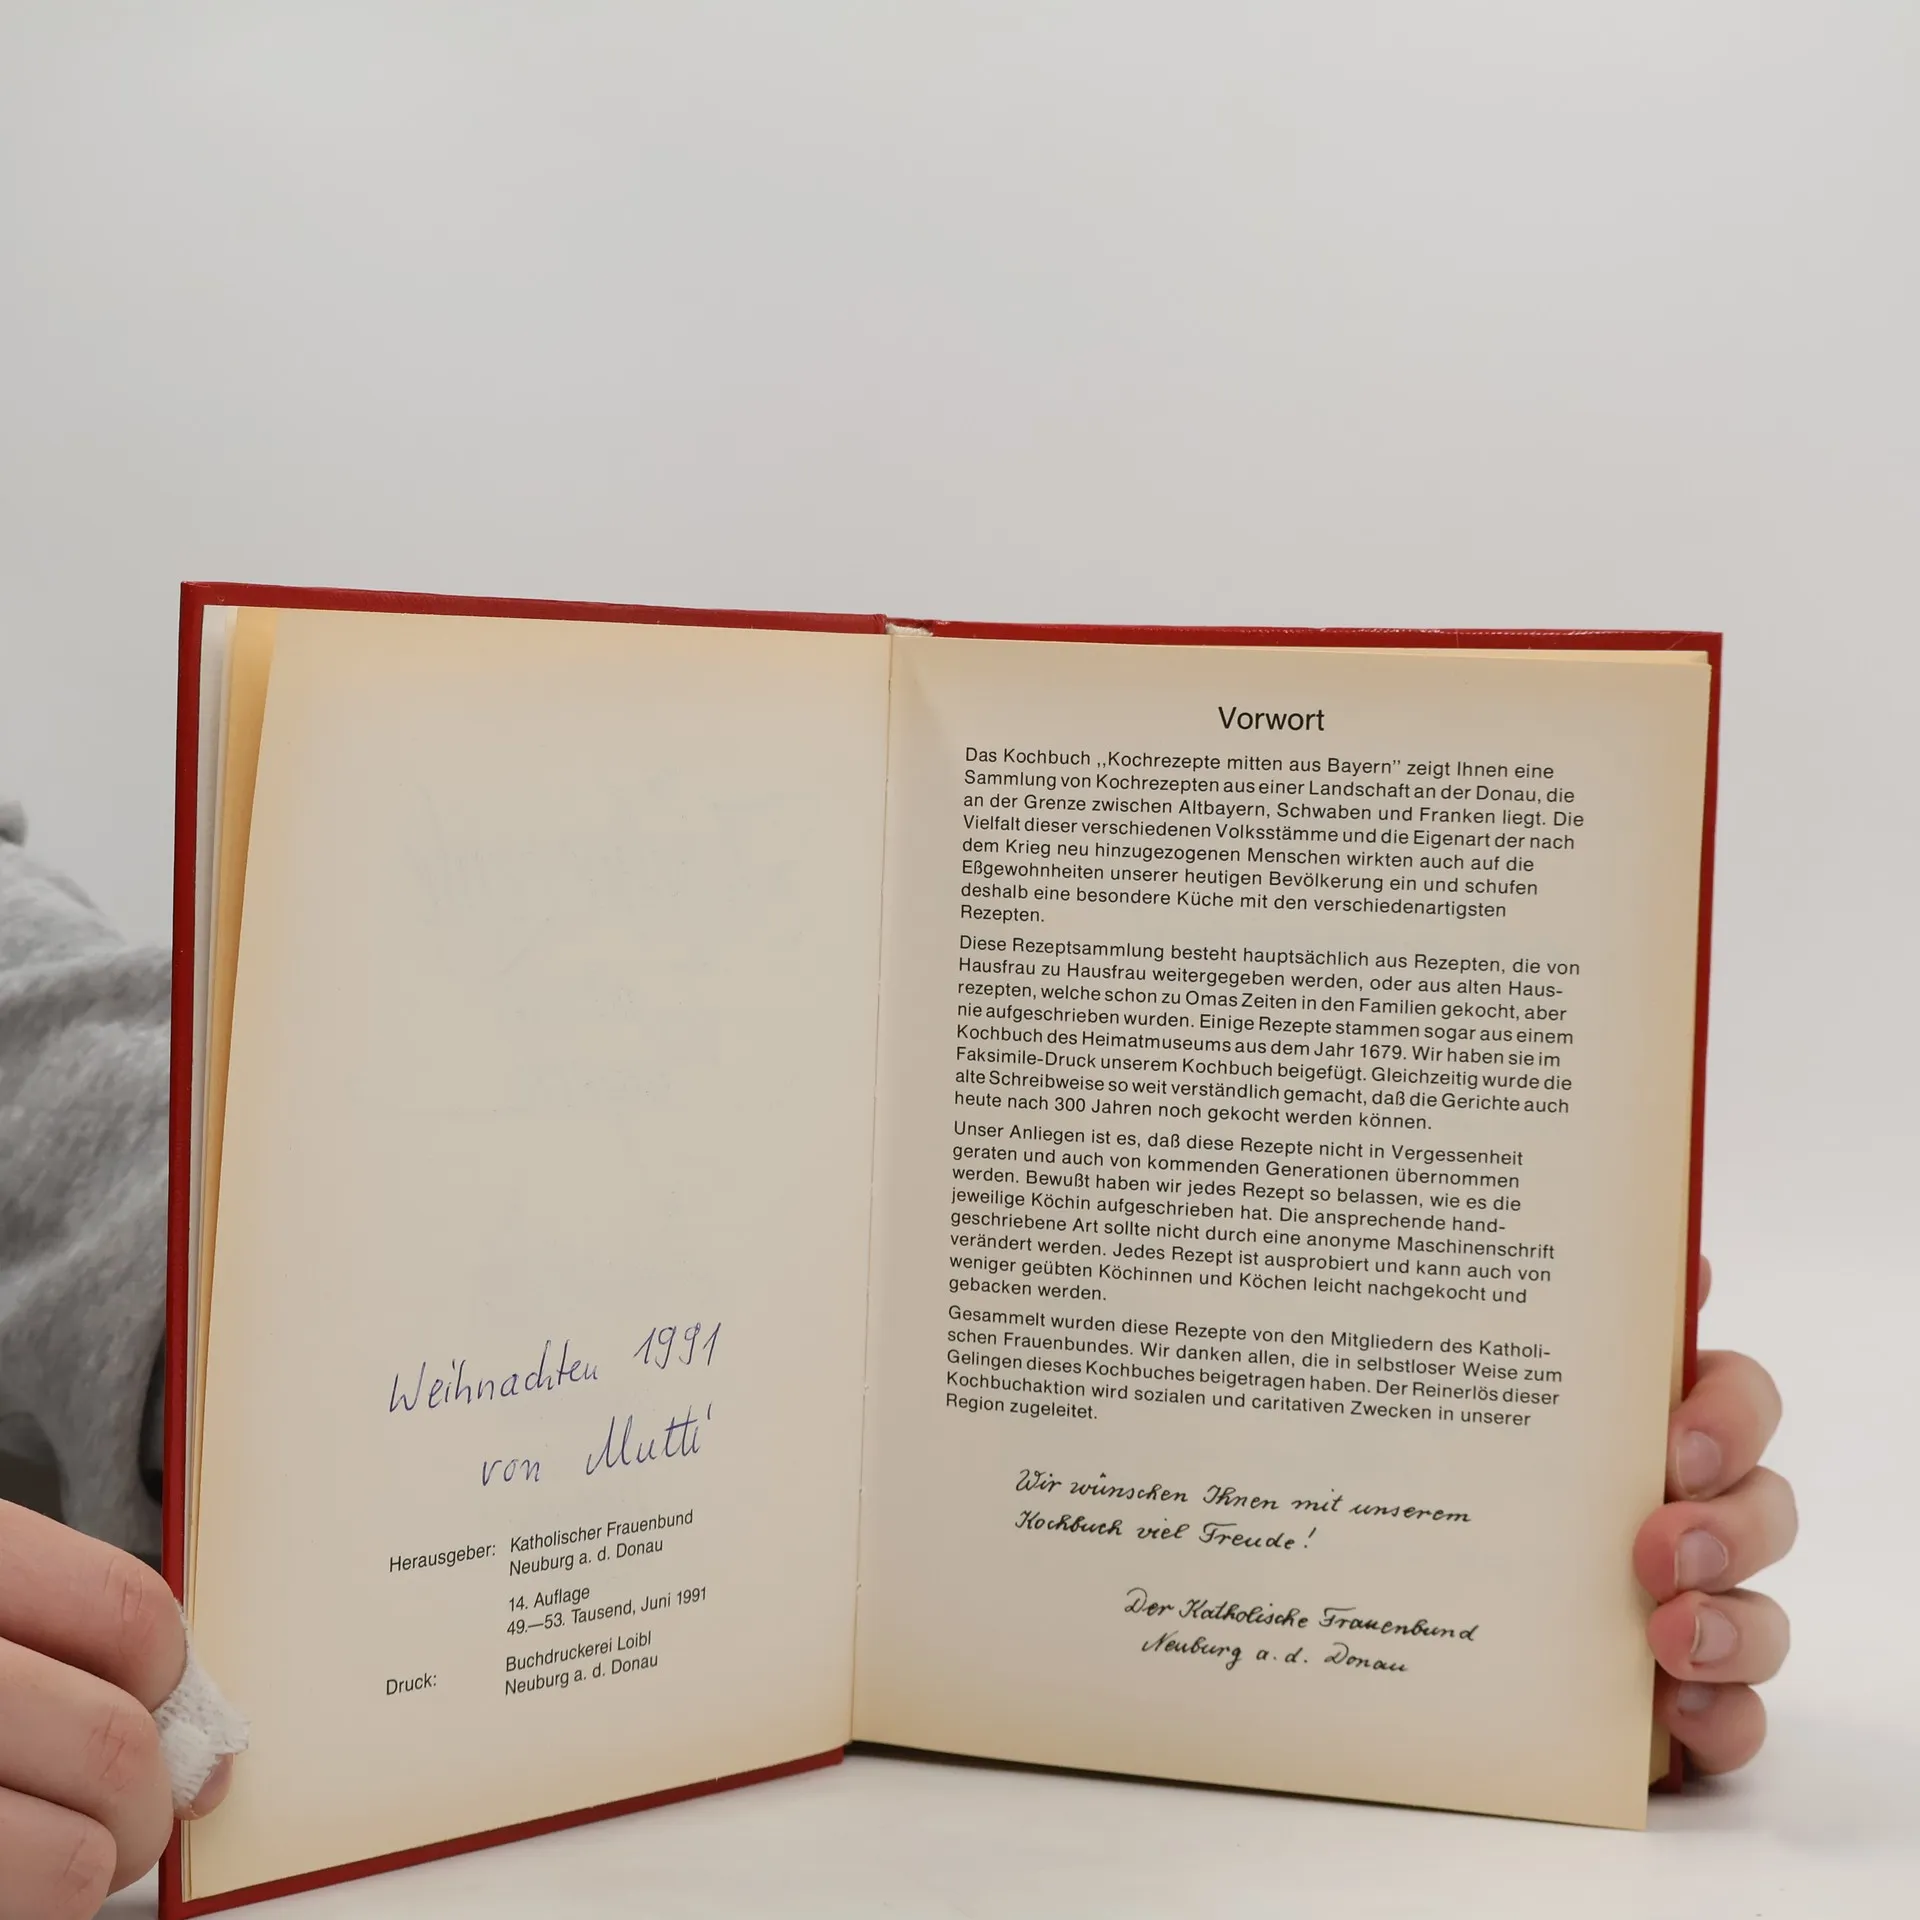 Weihnachten 1991
von Mutti
Herausgeber: Katholischer Frauenbund
Neuburg a. d. Donau
14. Auflage
49.—53. Tausend, Juni 1991
Druck: Buchdruckerei Loibl
Neuburg a. d. Donau
Vorwort
Das Kochbuch ,,Kochrezepte mitten aus Bayern'' zeigt Ihnen eine
Sammlung von Kochrezepten aus einer Landschaft an der Donau, die
an der Grenze zwischen Altbayern, Schwaben und Franken liegt. Die
Vielfalt dieser verschiedenen Volksstämme und die Eigenart der nach
dem Krieg neu hinzugezogenen Menschen wirkten auch auf die
Eßgewohnheiten unserer heutigen Bevölkerung ein und schufen
deshalb eine besondere Küche mit den verschiedenartigsten
Rezepten.
Diese Rezeptsammlung besteht hauptsächlich aus Rezepten, die von
Hausfrau zu Hausfrau weitergegeben werden, oder aus alten Haus-
rezepten, welche schon zu Omas Zeiten in den Familien gekocht, aber
nie aufgeschrieben wurden. Einige Rezepte stammen sogar aus einem
Kochbuch des Heimatmuseums aus dem Jahr 1679. Wir haben sie im
Faksimile-Druck unserem Kochbuch beigefügt. Gleichzeitig wurde die
alte Schreibweise so weit verständlich gemacht, daß die Gerichte auch
heute nach 300 Jahren noch gekocht werden können.
Unser Anliegen ist es, daß diese Rezepte nicht in Vergessenheit
geraten und auch von kommenden Generationen übernommen
werden. Bewußt haben wir jedes Rezept so belassen, wie es die
jeweilige Köchin aufgeschrieben hat. Die ansprechende hand-
geschriebene Art sollte nicht durch eine anonyme Maschinenschrift
verändert werden. Jedes Rezept ist ausprobiert und kann auch von
weniger geübten Köchinnen und Köchen leicht nachgekocht und
gebacken werden.
Gesammelt wurden diese Rezepte von den Mitgliedern des Katholi-
schen Frauenbundes. Wir danken allen, die in selbstloser Weise zum
Gelingen dieses Kochbuches beigetragen haben. Der Reinerlös dieser
Kochbuchaktion wird sozialen und caritativen Zwecken in unserer
Region zugeleitet.
Wir wünschen Ihnen mit unserem
Kochbuch viel Freude!
Der Katholische Frauenbund
Neuburg a. d. Donau